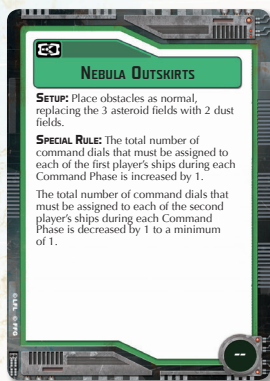 Nebula Outskirts
Setup: Place obstacles as normal,
replacing the 3 asteroid fields with 2 dust
fields.
Special Rule: The total number of
command dials that must be assigned to
each of the first player's ships during each
Command Phase is increased by 1.
The total number of command dials that
must be assigned to each of the second
player's ships during each Command
Phase is decreased by 1 to a minimum
of 1.
© LFL © FFG
--